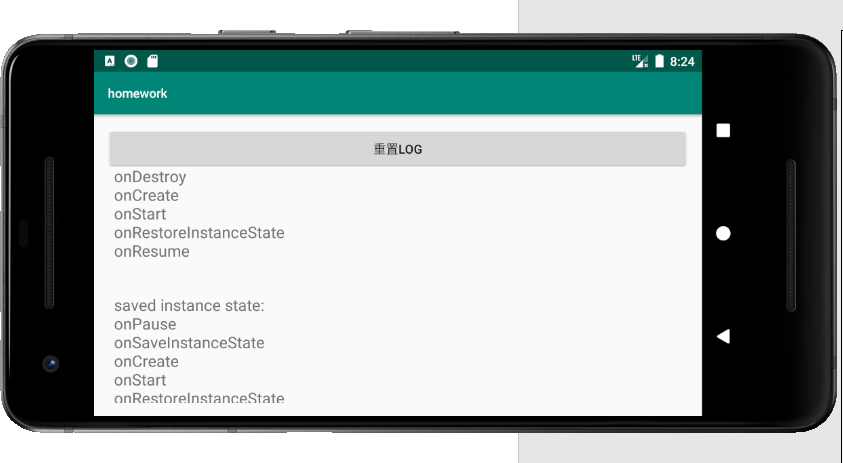 LTE 8:24
homework
重置LOG
onDestroy
onCreate
onStart
onRestoreInstanceState
onResume
saved instance state:
onPause
onSaveInstanceState
onCreate
onStart
onRestoreInstanceState